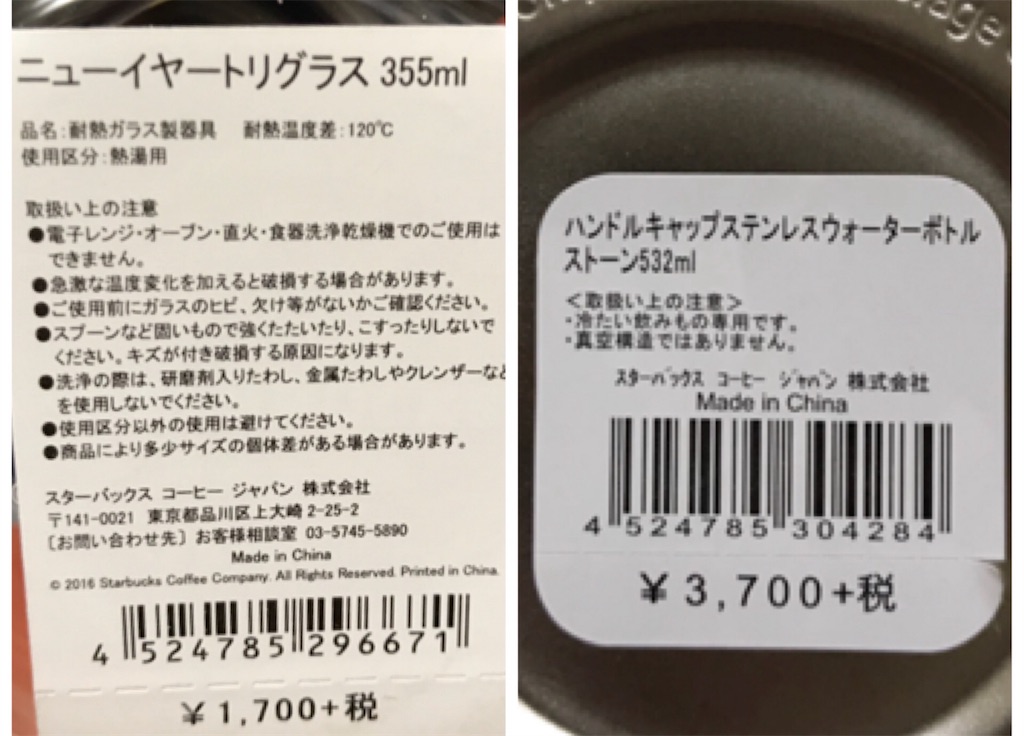 ニューイヤートリグラス 355ml
品名:耐熱ガラス製器具 耐熱温度差:120℃
使用区分:熱湯用
取扱い上の注意
●電子レンジ・オーブン・直火・食器洗浄乾燥機でのご使用は
できません。
●急激な温度変化を加えると破損する場合があります。
●ご使用前にガラスのヒビ、欠け等がないかご確認ください。
●スプーンなど固いもので強くたたいたり、こすったりしないで
ください。キズが付き破損する原因になります。
●洗浄の際は、研磨剤入りたわし、金属たわしやクレンザーなど
を使用しないでください。
●使用区分以外の使用は避けてください。
●商品により多少サイズの個体差がある場合があります。
スターバックス コーヒー ジャパン 株式会社
〒141-0021 東京都品川区上大崎2-25-2
〔お問い合わせ先〕お客様相談室 03-5745-5890
Made in China
© 2016 Starbucks Coffee Company. All Rights Reserved. Printed in China.
4 524785 296671
¥1,700+税
ハンドルキャップステンレスウォーターボトル
ストーン532ml
<取扱い上の注意>
・冷たい飲みもの専用です。
・真空構造ではありません。
スターバックス コーヒー ジャパン 株式会社
Made in China
4 524785 304284
¥3,700+税